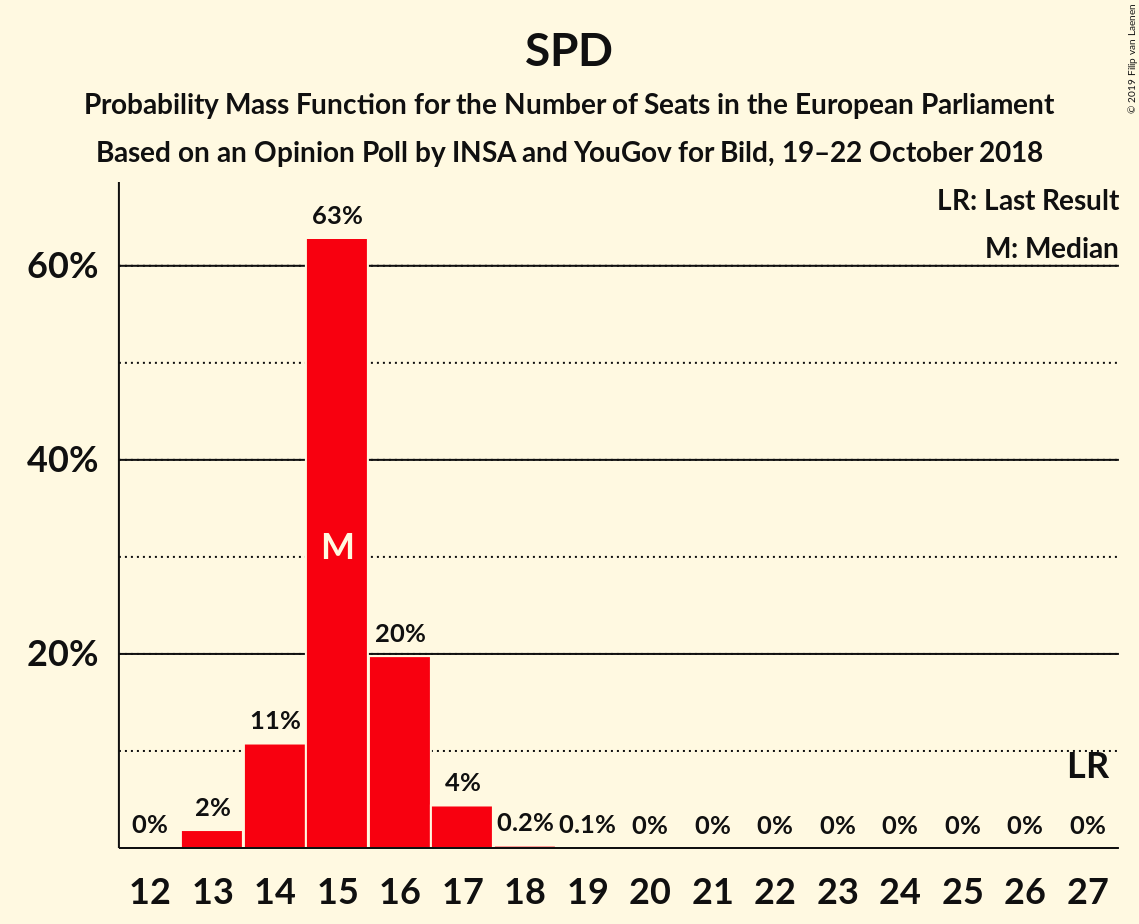 SPD
Probability Mass Function for the Number of Seats in the European Parliament
Based on an Opinion Poll by INSA and YouGov for Bild, 19–22 October 2018
© 2019 Filip van Laenen
LR: Last Result
M: Median
60%
40%
20%
0%
2%
11%
63%
M
20%
4%
0.2%
0.1%
0%
0%
0%
0%
0%
0%
0%
0%
LR
12 13 14 15 16 17 18 19 20 21 22 23 24 25 26 27